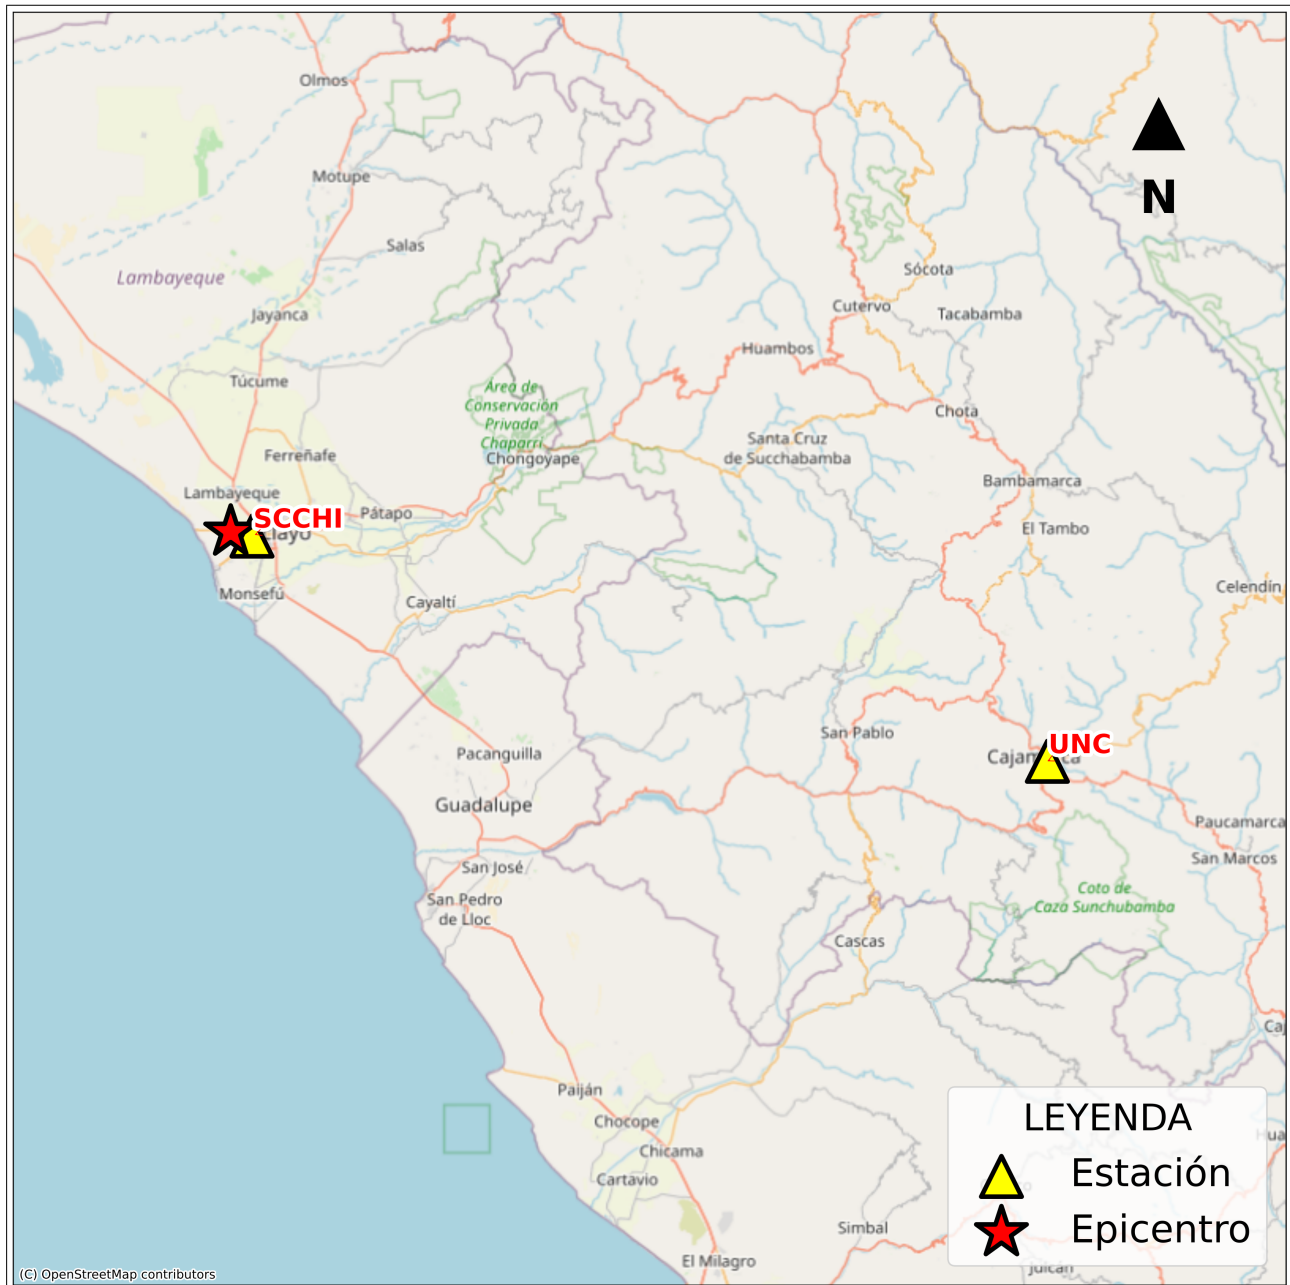 Olmos
N
Motupe
Salas
Lambayeque
Sócota
Jayanca
Cutervo
Tacabamba
Huambos
Túcume
Área de
Conservación
Privada
Chaparrí
Chongoyape
Chota
Santa Cruz
de Succhabamba
Ferreñafe
Bambamarca
Lambayeque
Pátapo
SCCHI
El Tambo
Monsefú
Cayaltí
Celendín
San Pablo
UNC
Pacanguilla
Guadalupe
Paucamarca
San José
San Marcos
San Pedro
de Lloc
Coto de
Caza Sunchubamba
Cascas
Paiján
Chocope
Chicama
Cartavio
Simbal
El Milagro
LEYENDA
Estación
Epicentro
(C) OpenStreetMap contributors